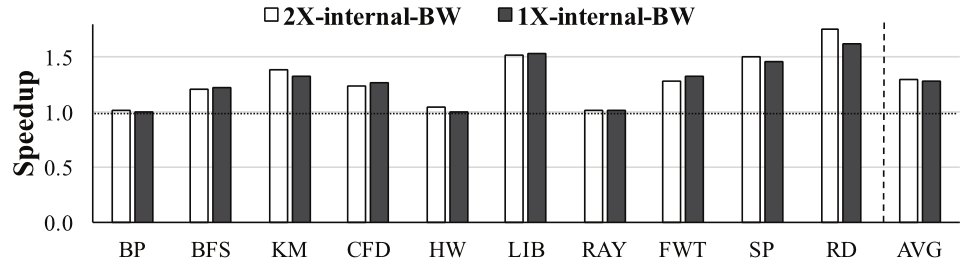 2X-internal-BW 1X-internal-BW
Speedup
1.5
1.0
0.5
0.0
BP BFS KM CFD HW LIB RAY FWT SP RD AVG